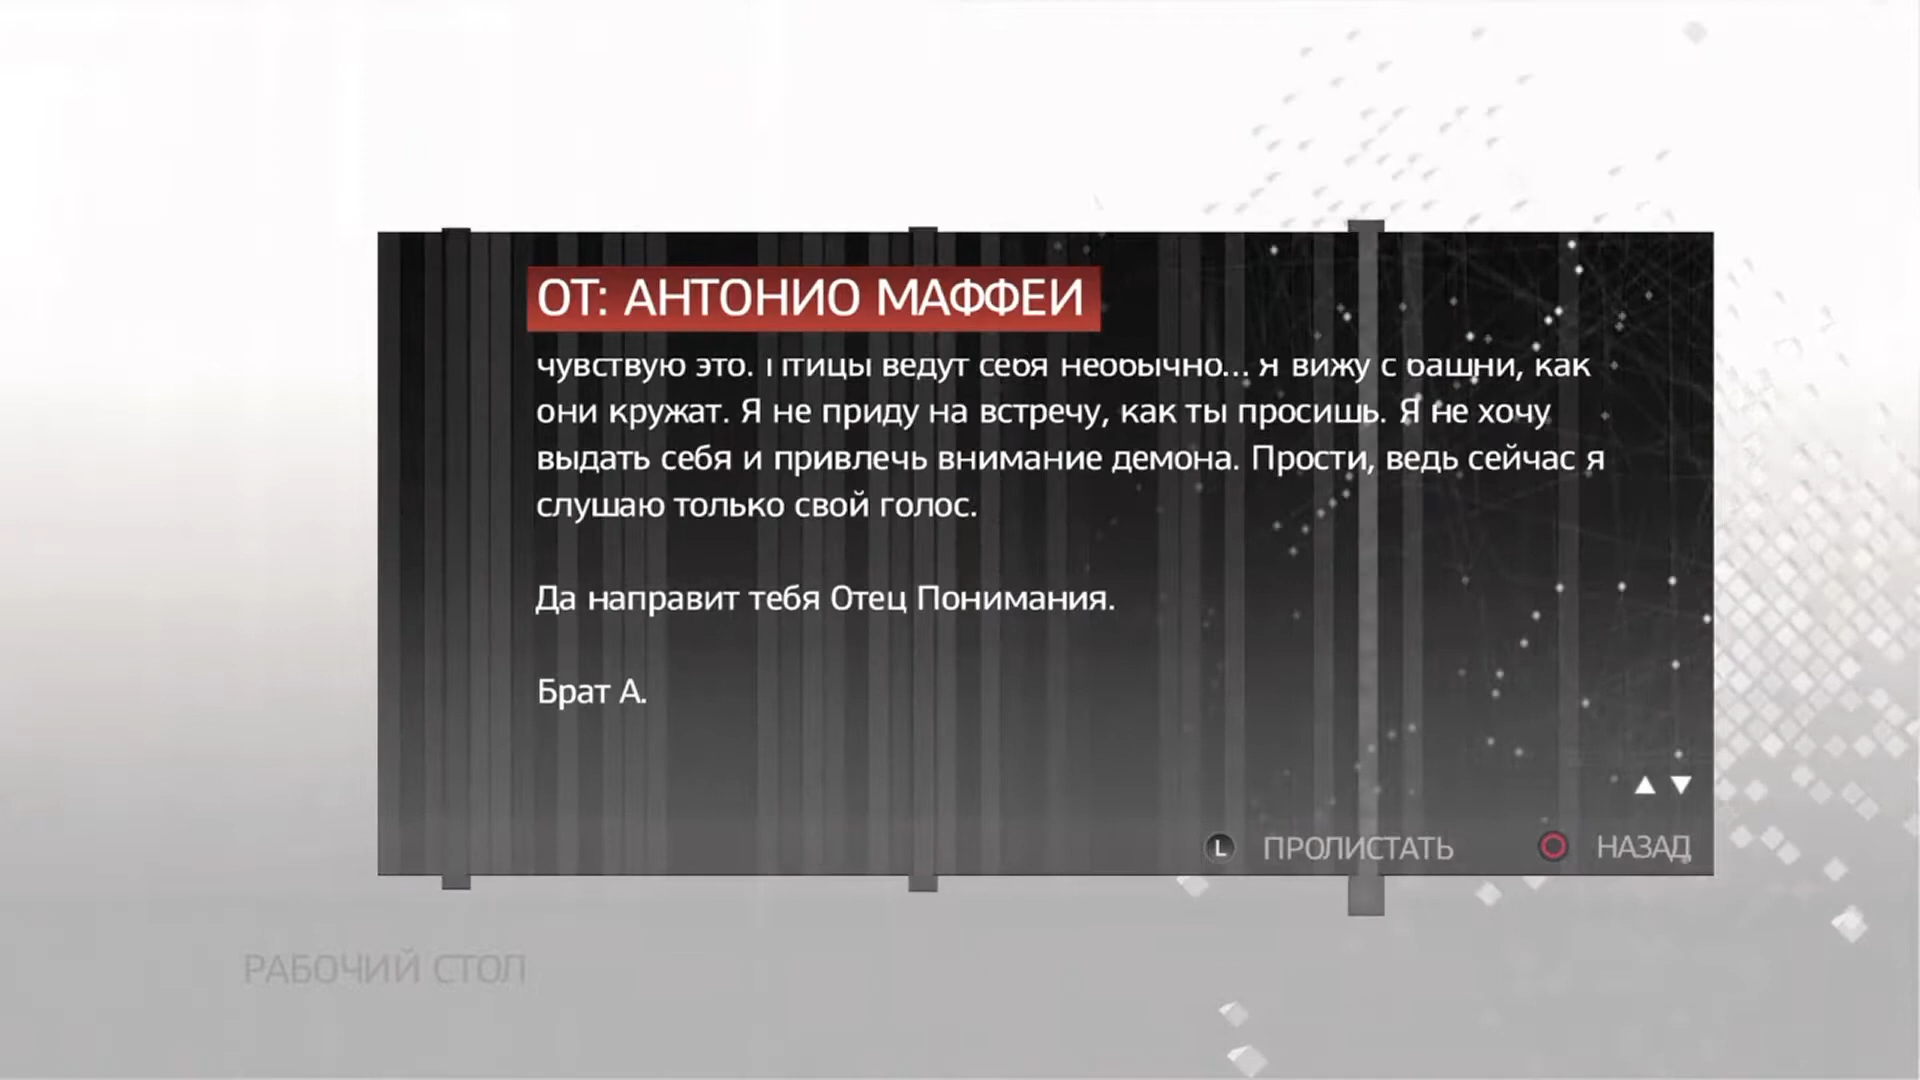 ОТ: АНТОНИО МАФФЕИ
чувствую это. Птицы ведут себя необычно... Я вижу с башни, как
они кружат. Я не приду на встречу, как ты просишь. Я не хочу
выдать себя и привлечь внимание демона. Прости, ведь сейчас я
слушаю только свой голос.
Да направит тебя Отец Понимания.
Брат А.
L ПРОЛИСТАТЬ НАЗАД
РАБОЧИЙ СТОЛ